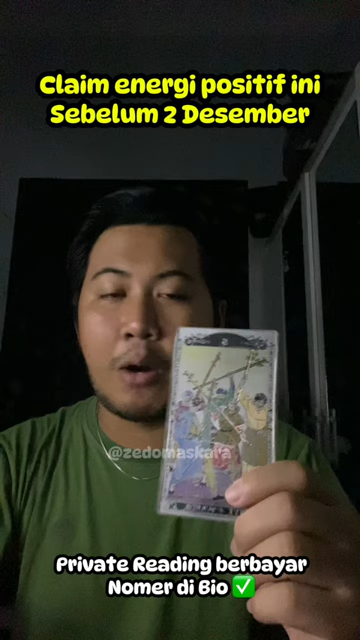 Claim energi positif ini
Sebelum 2 Desember
@zedomaskara
Private Reading berbayar
Nomer di Bio ✅